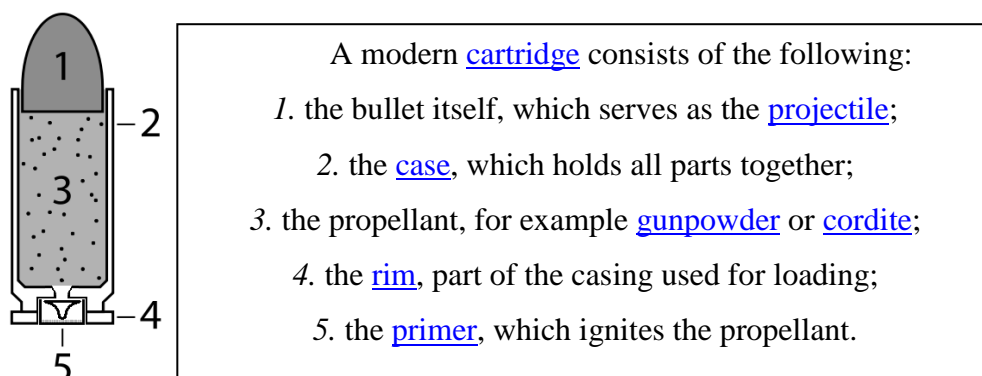 1
2
3
4
5
A modern cartridge consists of the following:
1. the bullet itself, which serves as the projectile;
2. the case, which holds all parts together;
3. the propellant, for example gunpowder or cordite;
4. the rim, part of the casing used for loading;
5. the primer, which ignites the propellant.